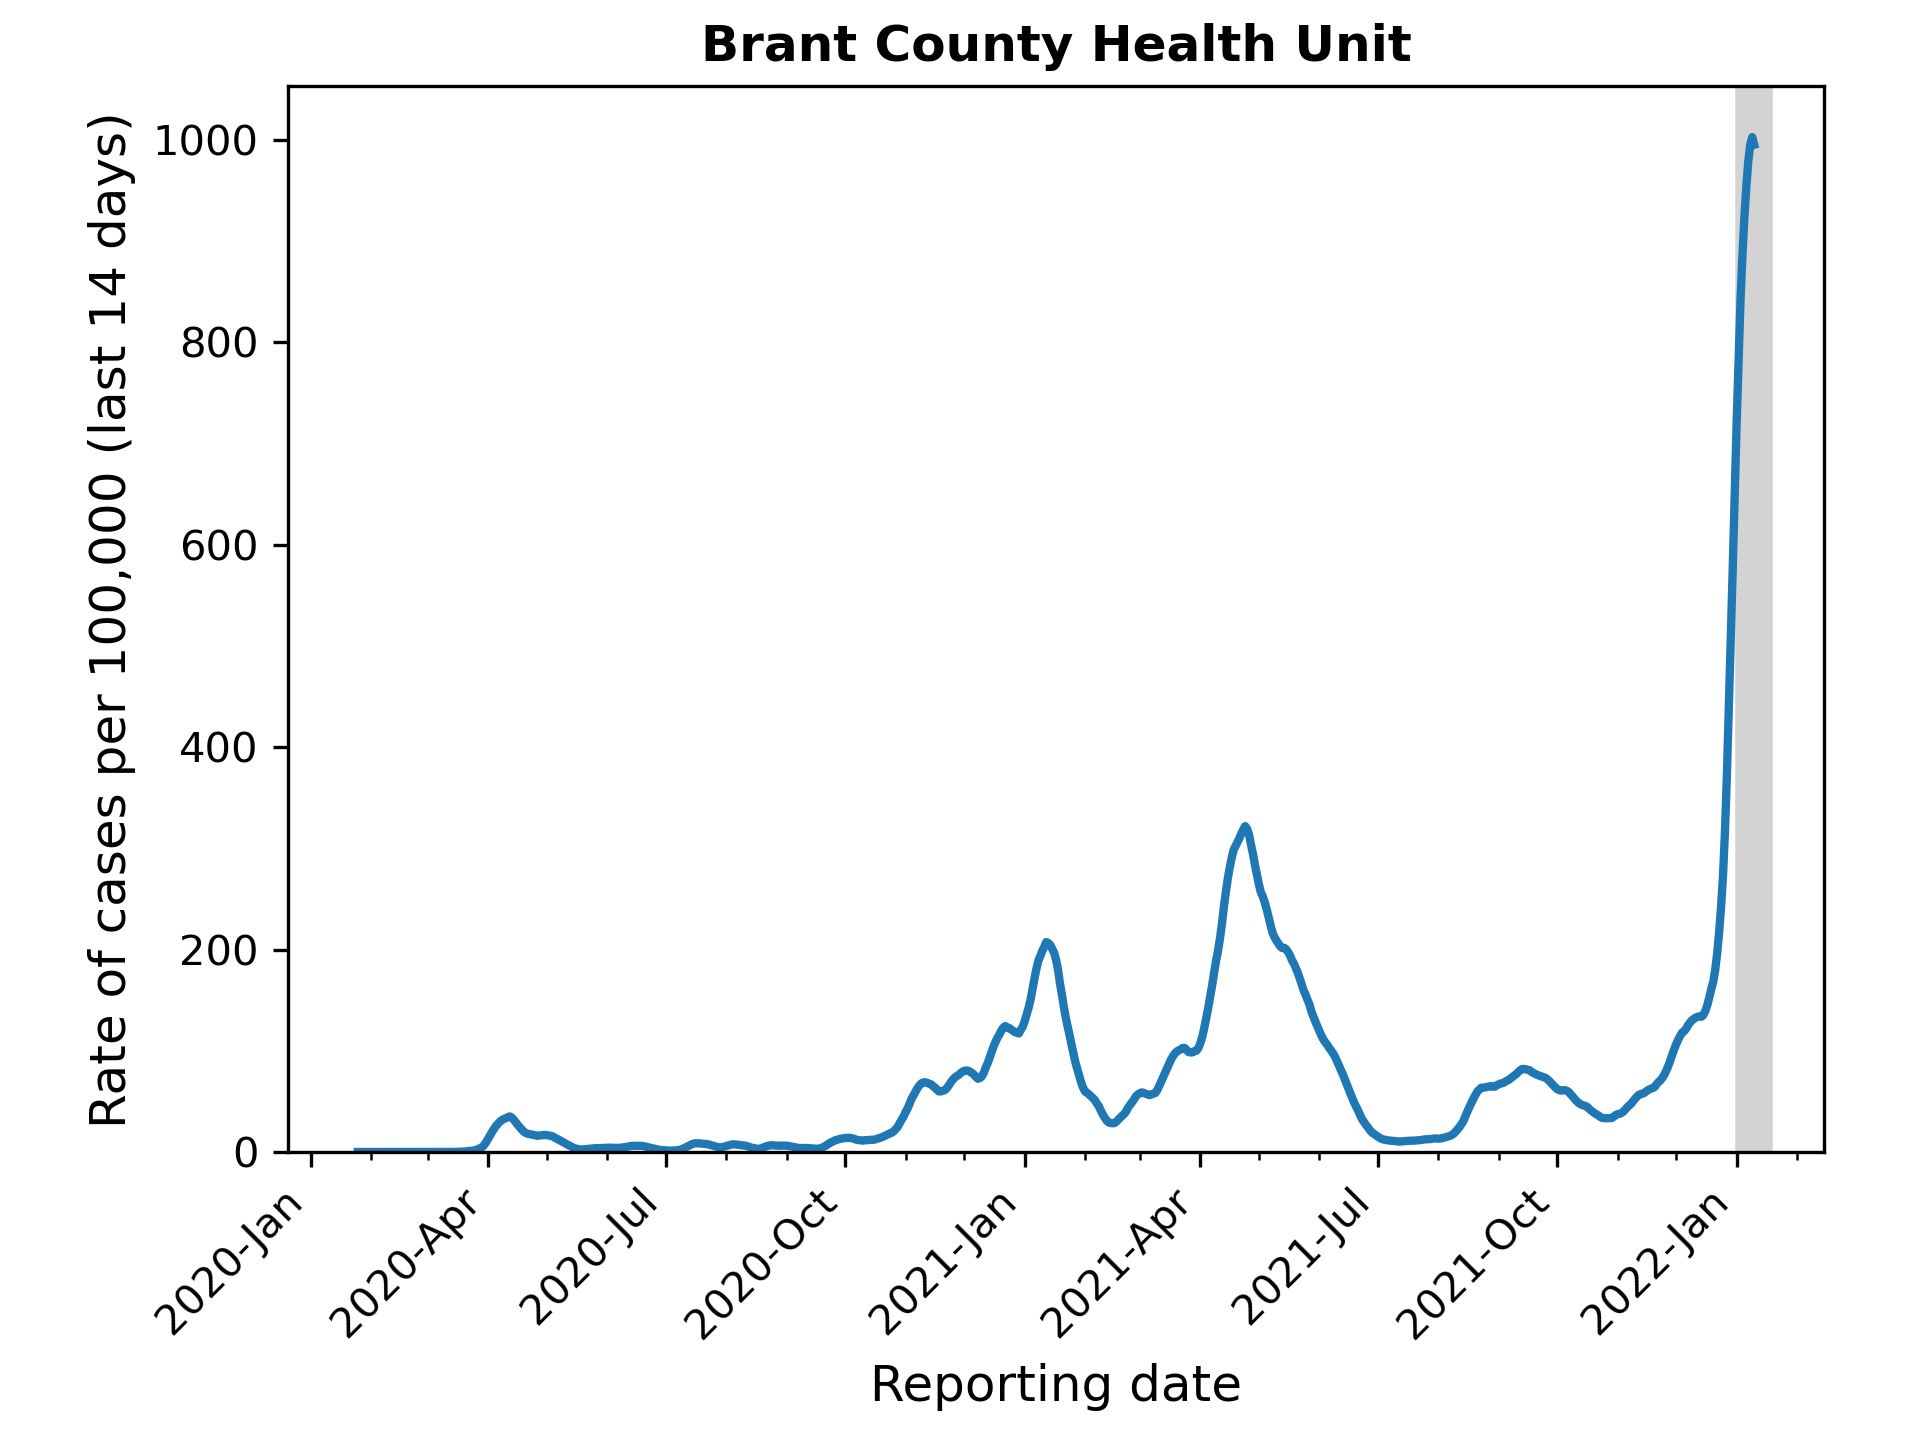 Brant County Health Unit
Rate of cases per 100,000 (last 14 days)
1000
800
600
400
200
0
2020-Jan
2020-Apr
2020-Jul
2020-Oct
2021-Jan
2021-Apr
2021-Jul
2021-Oct
2022-Jan
Reporting date